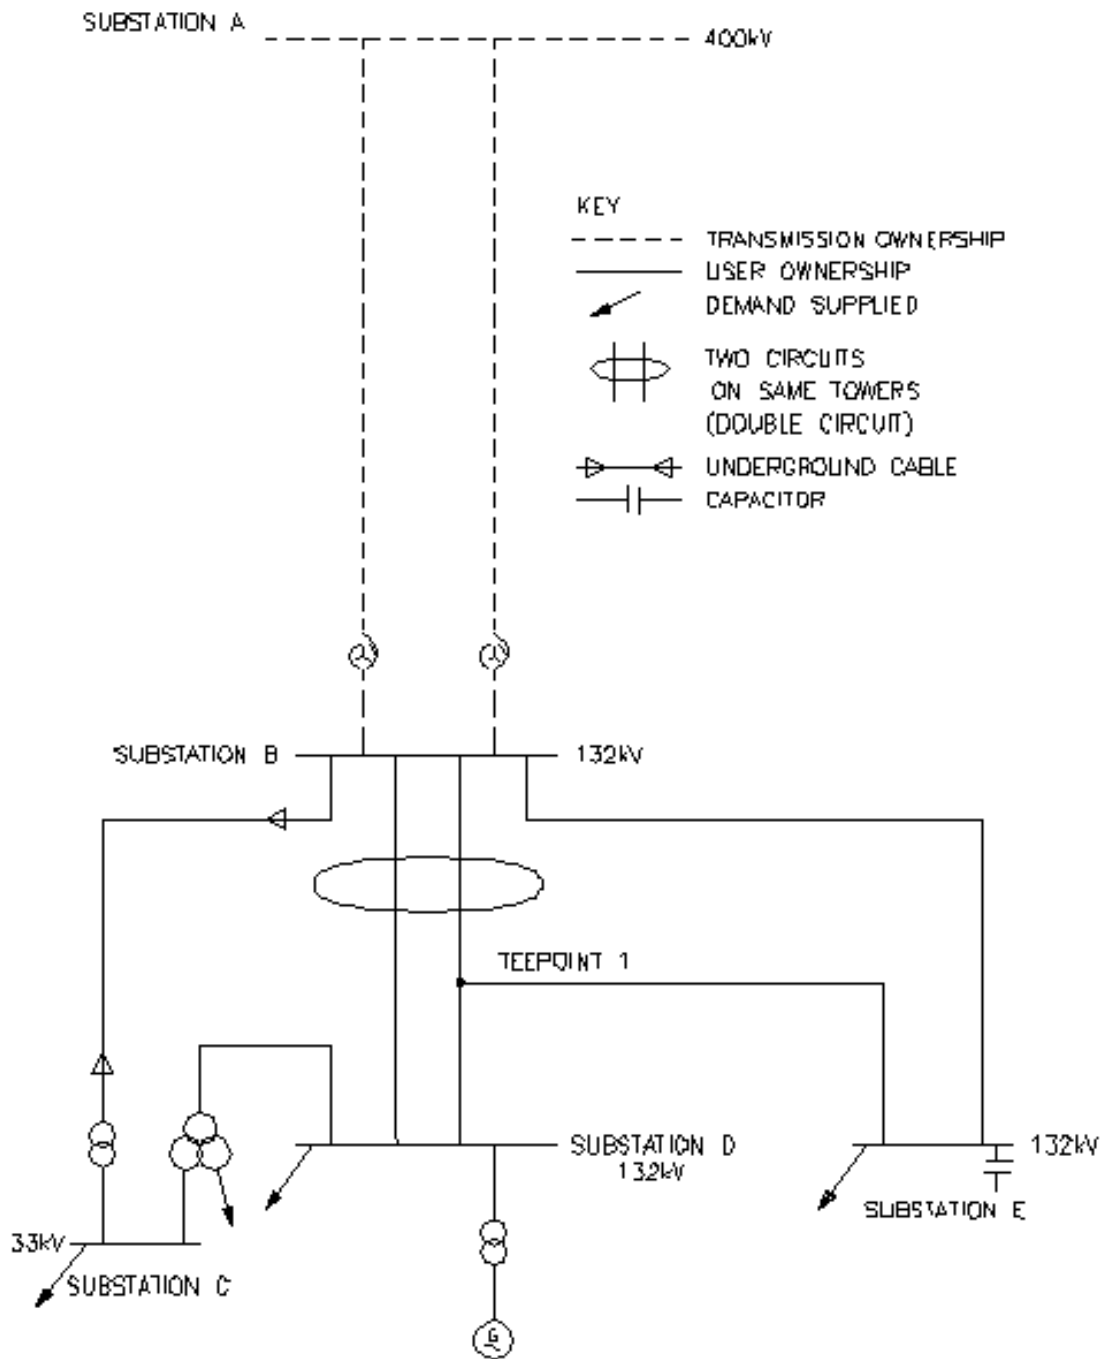 SUBSTATION A
400kV
KEY
TRANSMISSION OWNERSHIP
USER OWNERSHIP
DEMAND SUPPLIED
TWO CIRCUITS
ON SAME TOWERS
(DOUBLE CIRCUIT)
UNDERGROUND CABLE
CAPACITOR
SUBSTATION B
132kV
TEEPOINT 1
SUBSTATION D
132kV
132kV
SUBSTATION E
33kV
SUBSTATION C
G